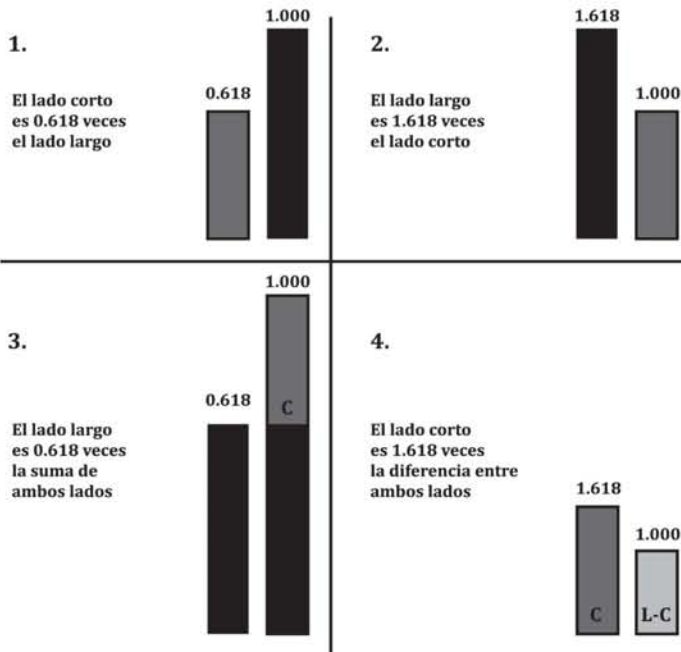 1.
El lado corto
es 0.618 veces
el lado largo
0.618
1.000
2.
El lado largo
es 1.618 veces
el lado corto
1.618
1.000
3.
El lado largo
es 0.618 veces
la suma de
ambos lados
0.618
1.000
C
4.
El lado corto
es 1.618 veces
la diferencia entre
ambos lados
1.618
1.000
C
L-C